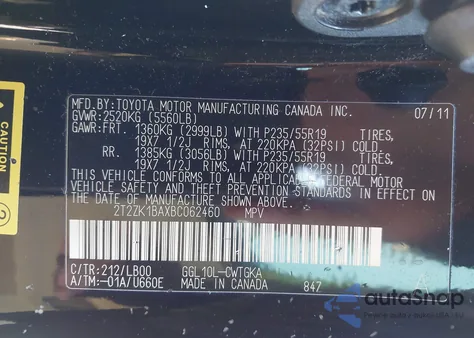 MFD. BY:TOYOTA MOTOR MANUFACTURING CANADA INC. 07/11
GVWR: 2520KG (5560LB)
GAWR:FRT. 1360KG (2999LB) WITH P235/55R19 TIRES,
19X7 1/2J RIMS, AT 220KPA (32PSI) COLD.
RR. 1385KG (3056LB) WITH P235/55R19 TIRES,
19X7 1/2J RIMS, AT 220KPA (32PSI) COLD.
THIS VEHICLE CONFORMS TO ALL APPLICABLE FEDERAL MOTOR
VEHICLE SAFETY AND THEFT PREVENTION STANDARDS IN EFFECT ON
THE DATE OF MANUFACTURE SHOWN ABOVE.
2T2ZK1BAXBC062460 MPV
C/TR:212/LB00 GGL10L-CWTGKA
A/TM:-01A/U660E MADE IN CANADA 847
autoShop